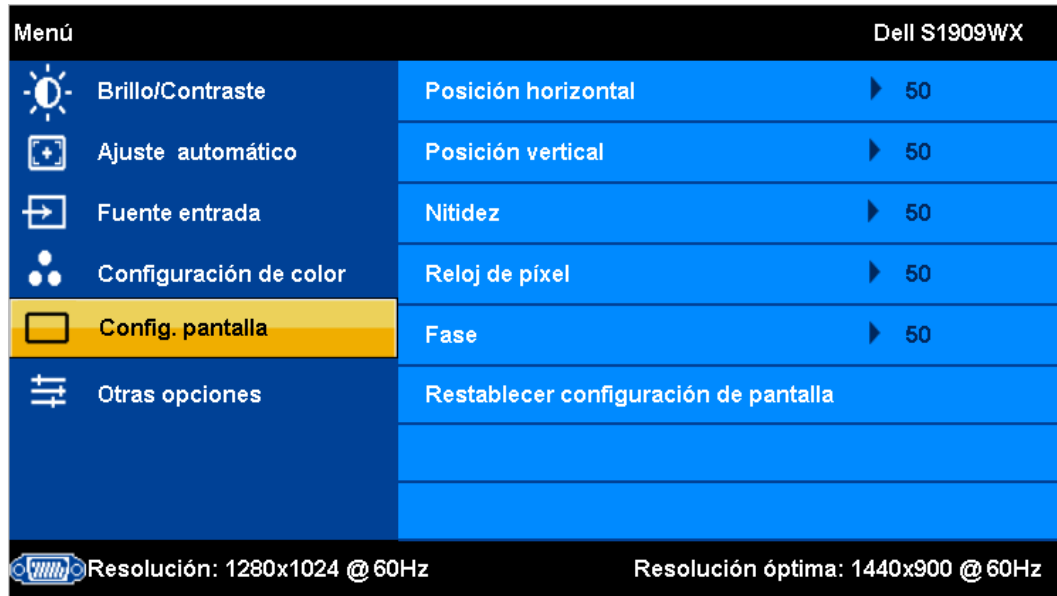 Menú Dell S1909WX
Brillo/Contraste Posición horizontal 50
Ajuste automático Posición vertical 50
Fuente entrada Nitidez 50
Configuración de color Reloj de píxel 50
Config. pantalla Fase 50
Otras opciones Restablecer configuración de pantalla
Resolución: 1280x1024 @ 60Hz Resolución óptima: 1440x900 @ 60Hz